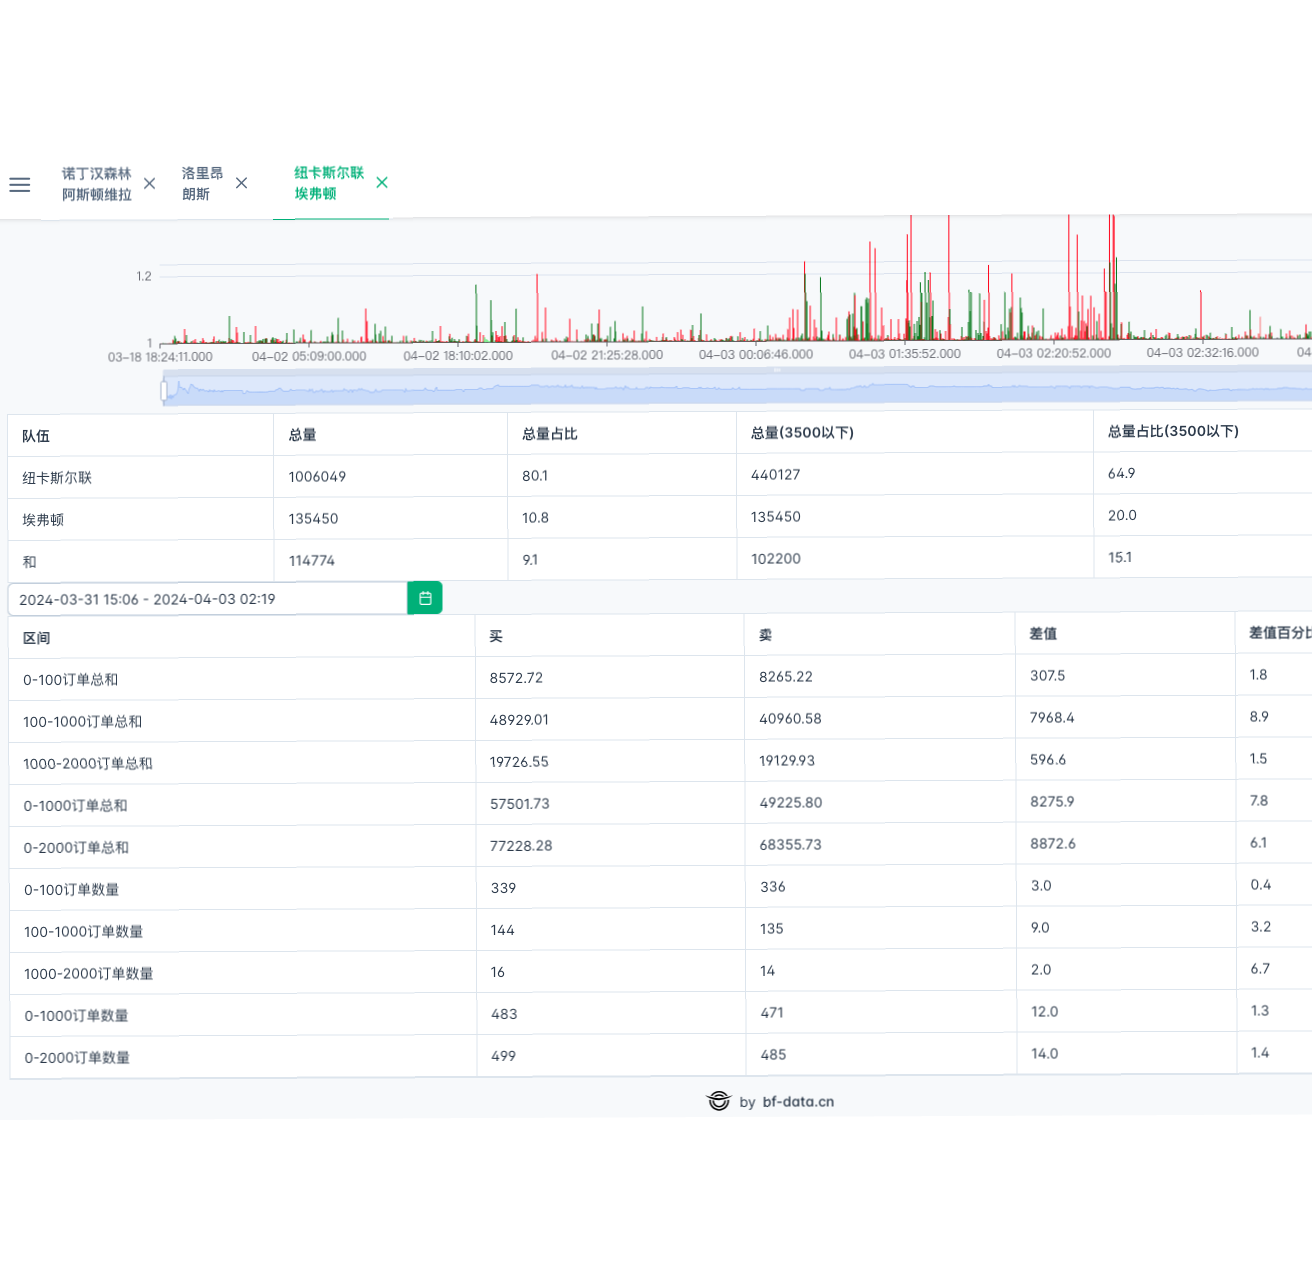 诺丁汉森林
阿斯顿维拉
洛里昂
朗斯
纽卡斯尔联
埃弗顿
1.2
1
03-18 18:24:11.000 04-02 05:09:00.000 04-02 18:10:02.000 04-02 21:25:28.000 04-03 00:06:46.000 04-03 01:35:52.000 04-03 02:20:52.000 04-03 02:32:16.000 04
队伍 总量 总量占比 总量(3500以下) 总量占比(3500以下)
纽卡斯尔联 1006049 80.1 440127 64.9
埃弗顿 135450 10.8 135450 20.0
和 114774 9.1 102200 15.1
2024-03-31 15:06 - 2024-04-03 02:19
区间 买 卖 差值 差值百分比
0-100订单总和 8572.72 8265.22 307.5 1.8
100-1000订单总和 48929.01 40960.58 7968.4 8.9
1000-2000订单总和 19726.55 19129.93 596.6 1.5
0-1000订单总和 57501.73 49225.80 8275.9 7.8
0-2000订单总和 77228.28 68355.73 8872.6 6.1
0-100订单数量 339 336 3.0 0.4
100-1000订单数量 144 135 9.0 3.2
1000-2000订单数量 16 14 2.0 6.7
0-1000订单数量 483 471 12.0 1.3
0-2000订单数量 499 485 14.0 1.4
by bf-data.cn